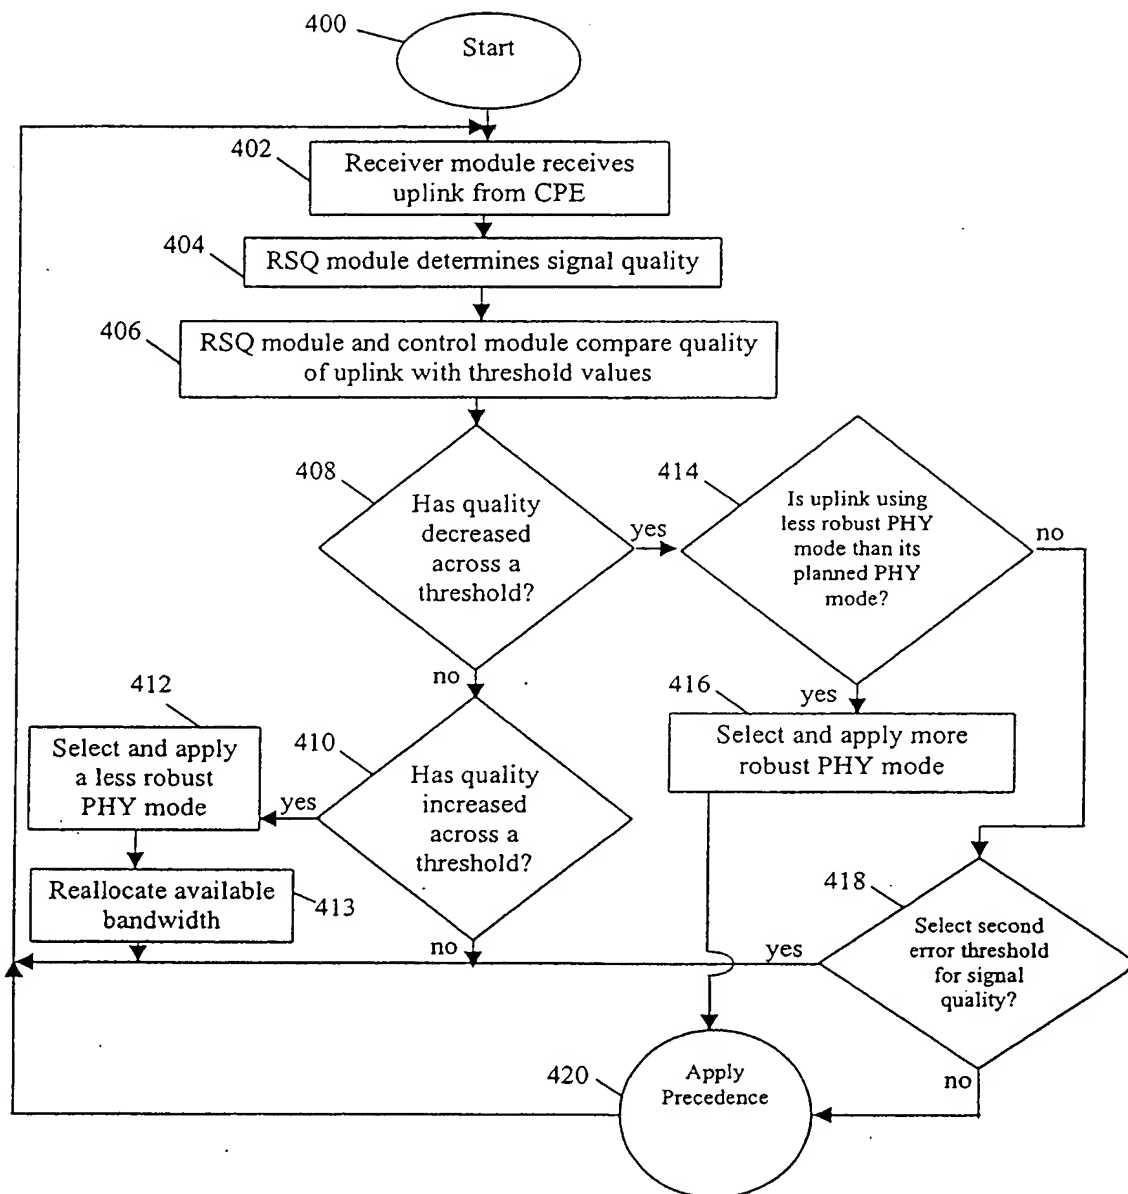 400
Start
402
Receiver module receives
uplink from CPE
404
RSQ module determines signal quality
406
RSQ module and control module compare quality
of uplink with threshold values
408
Has quality
decreased
across a
threshold?
yes
414
Is uplink using
less robust PHY
mode than its
planned PHY
mode?
no
no
yes
412
Select and apply
a less robust
PHY mode
410
Has quality
increased
across a
threshold?
yes
416
Select and apply more
robust PHY mode
Reallocate available
bandwidth
413
no
418
Select second
error threshold
for signal
quality?
yes
no
420
Apply
Precedence